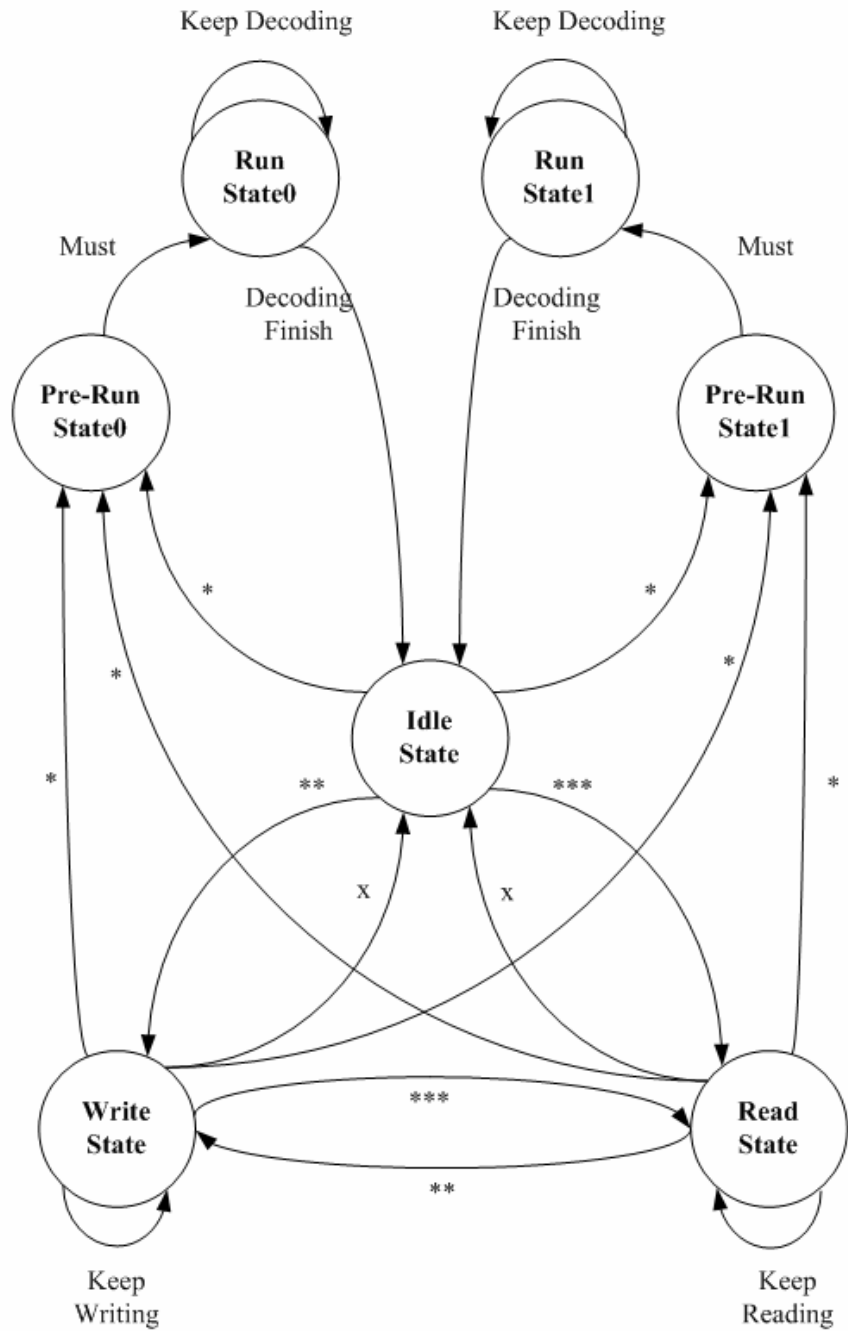 Keep Decoding
Keep Decoding
Run
State0
Run
State1
Must
Must
Decoding
Finish
Decoding
Finish
Pre-Run
State0
Pre-Run
State1
*
*
*
*
Idle
State
*
**
***
*
x
x
Write
State
***
Read
State
**
Keep
Writing
Keep
Reading